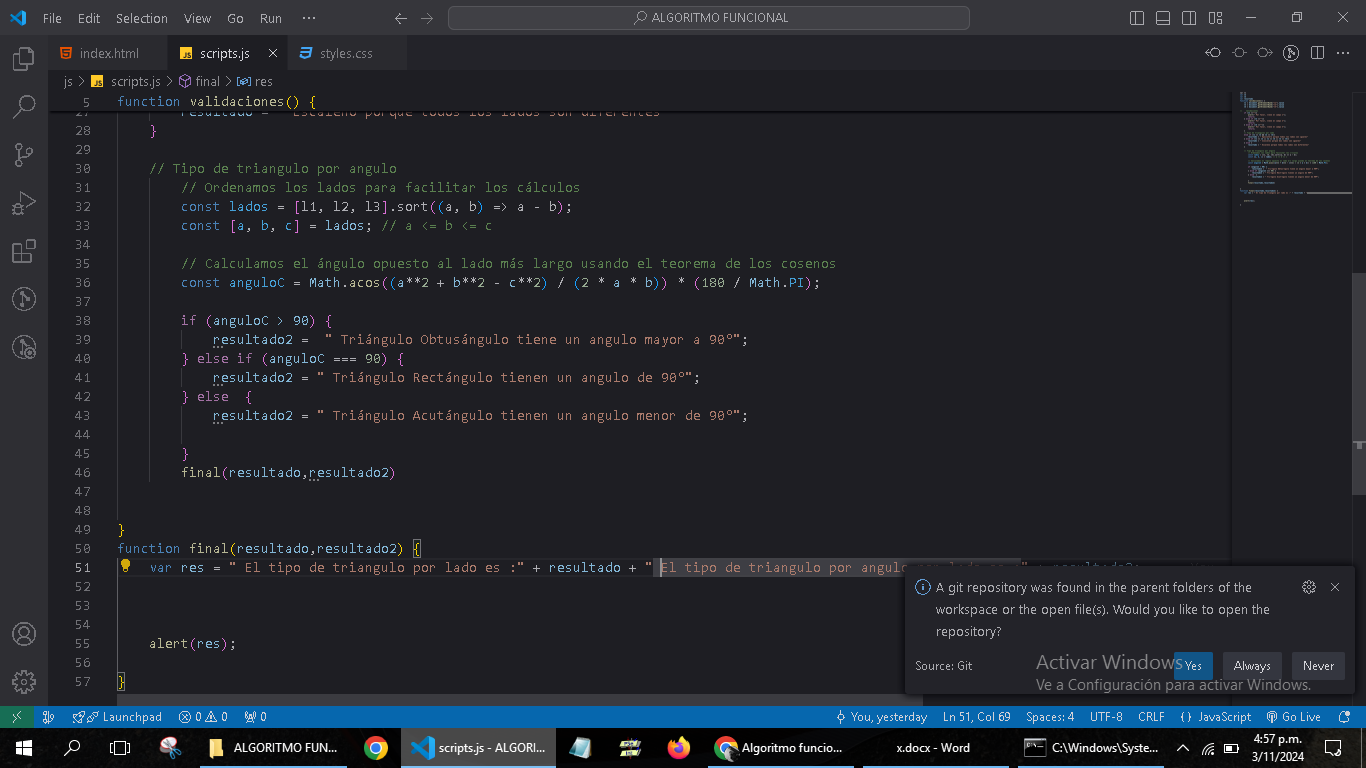 File Edit Selection View Go Run ··· ALGORITMO FUNCIONAL
index.html scripts.js styles.css
js > scripts.js > final > res
5 function validaciones() {
28 }
29
30 // Tipo de triangulo por angulo
31 // Ordenamos los lados para facilitar los cálculos
32 const lados = [l1, l2, l3].sort((a, b) => a - b);
33 const [a, b, c] = lados; // a <= b <= c
34
35 // Calculamos el ángulo opuesto al lado más largo usando el teorema de los cosenos
36 const anguloC = Math.acos((a**2 + b**2 - c**2) / (2 * a * b)) * (180 / Math.PI);
37
38 if (anguloC > 90) {
39 resultado2 =  " Triángulo Obtusángulo tiene un angulo mayor a 90°";
40 } else if (anguloC === 90) {
41 resultado2 = " Triángulo Rectángulo tienen un angulo de 90°";
42 } else  {
43 resultado2 = " Triángulo Acutángulo tienen un angulo menor de 90°";
44
45 }
46 final(resultado,resultado2)
47
48
49 }
50 function final(resultado,resultado2) {
51 var res = " El tipo de triangulo por lado es :" + resultado + " El tipo de triangulo por angulo
52
53
54
55 alert(res);
56
57 }
A git repository was found in the parent folders of the
workspace or the open file(s). Would you like to open the
repository?
Source: Git Yes Always Never
Activar Windows
Ve a Configuración para activar Windows.
Launchpad 0 0 0 You, yesterday Ln 51, Col 69 Spaces: 4 UTF-8 CRLF {} JavaScript Go Live
ALGORITMO FUN... scripts.js - ALGORI... Algoritmo funcio... x.docx - Word C:\Windows\Syste... 4:57 p.m.
3/11/2024